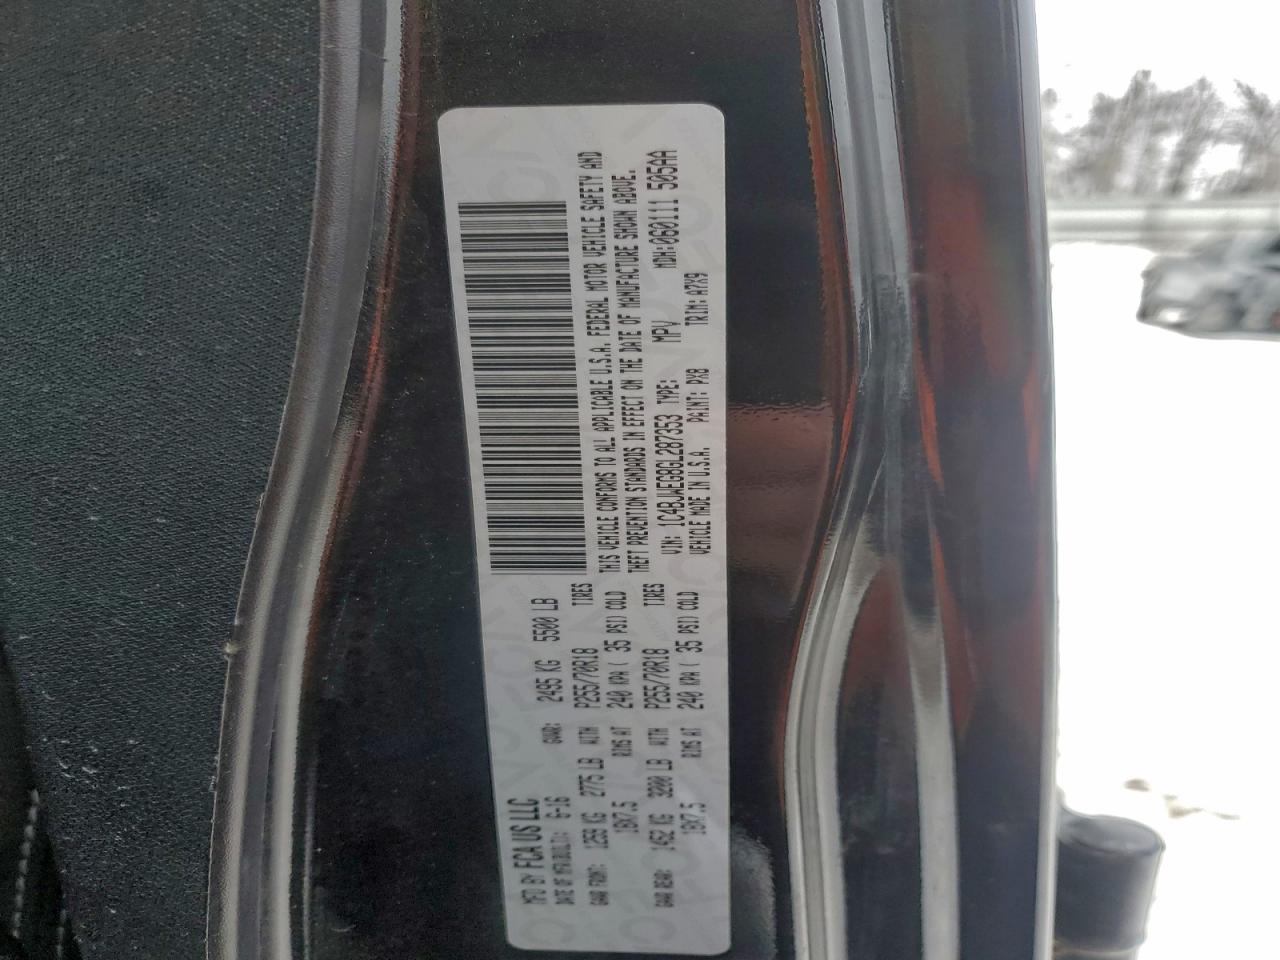 MFD BY FCA US LLC
DATE OF MFR(BUILT): 6-16 GVWR: 2495 KG 5500 LB
GAWR FRONT: 1259 KG 2775 LB WITH P255/70R18 TIRES
18X7.5 RIMS AT 240 KPA ( 35 PSI) COLD
GAWR REAR: 1452 KG 3200 LB WITH P255/70R18 TIRES
18X7.5 RIMS AT 240 KPA ( 35 PSI) COLD
THIS VEHICLE CONFORMS TO ALL APPLICABLE U.S.A. FEDERAL MOTOR VEHICLE SAFETY AND
THEFT PREVENTION STANDARDS IN EFFECT ON THE DATE OF MANUFACTURE SHOWN ABOVE.
VIN: 1C4BJWEG8GL287353 TYPE: MPV MDH:060111 505AA
VEHICLE MADE IN U.S.A. PAINT: PX8 TRIM: A7X9